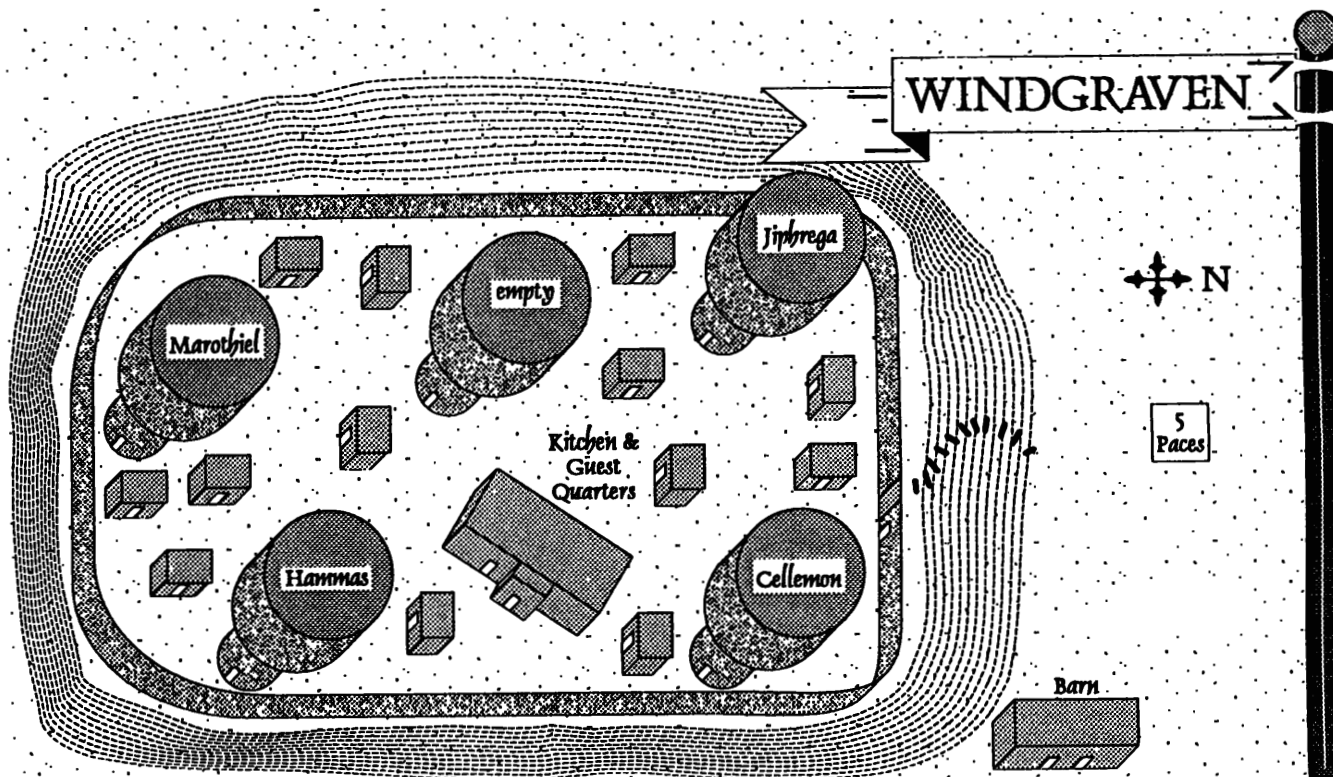 WINDGRAVEN
Jiphrega
empty
N
Marothiel
5
Paces
Kitchen &
Guest
Quarters
Hammas
Cellemon
Barn